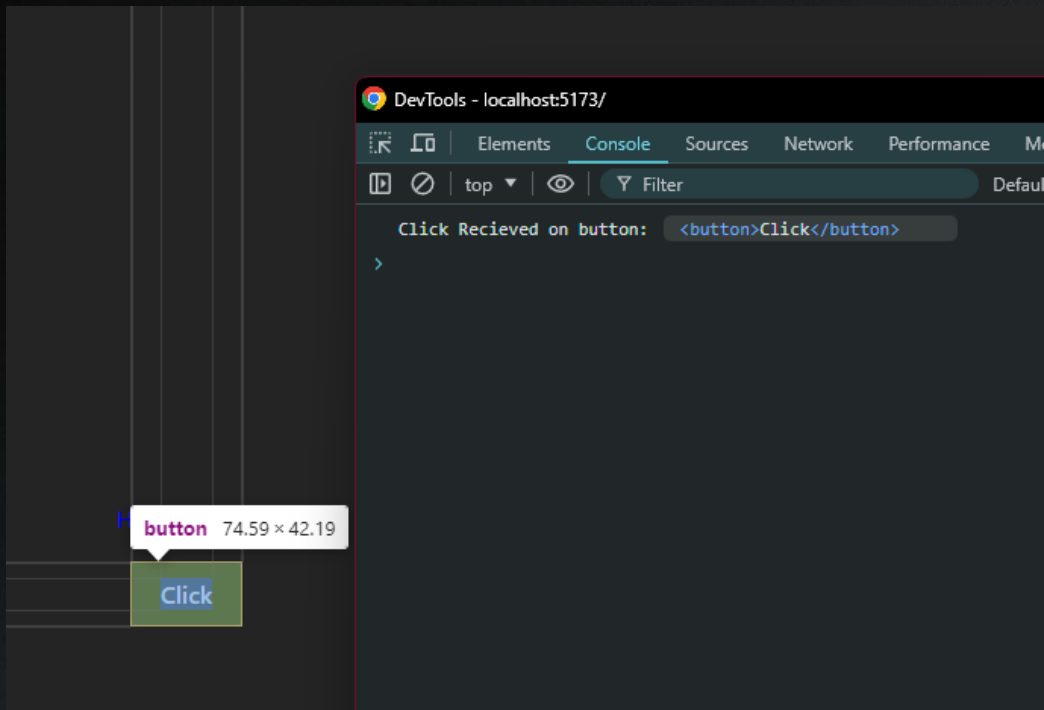 DevTools - localhost:5173/
Elements Console Sources Network Performance
top Filter
Click Recieved on button: <button>Click</button>
button 74.59 × 42.19
Click